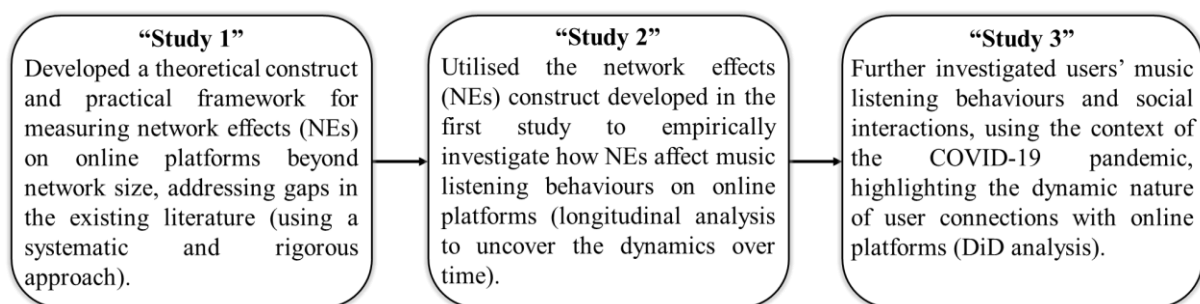 “Study 1”
Developed a theoretical construct
and practical framework for
measuring network effects (NEs)
on online platforms beyond
network size, addressing gaps in
the existing literature (using a
systematic and rigorous
approach).
“Study 2”
Utilised the network effects
(NEs) construct developed in the
first study to empirically
investigate how NEs affect music
listening behaviours on online
platforms (longitudinal analysis
to uncover the dynamics over
time).
“Study 3”
Further investigated users’ music
listening behaviours and social
interactions, using the context of
the COVID-19 pandemic,
highlighting the dynamic nature
of user connections with online
platforms (DiD analysis).